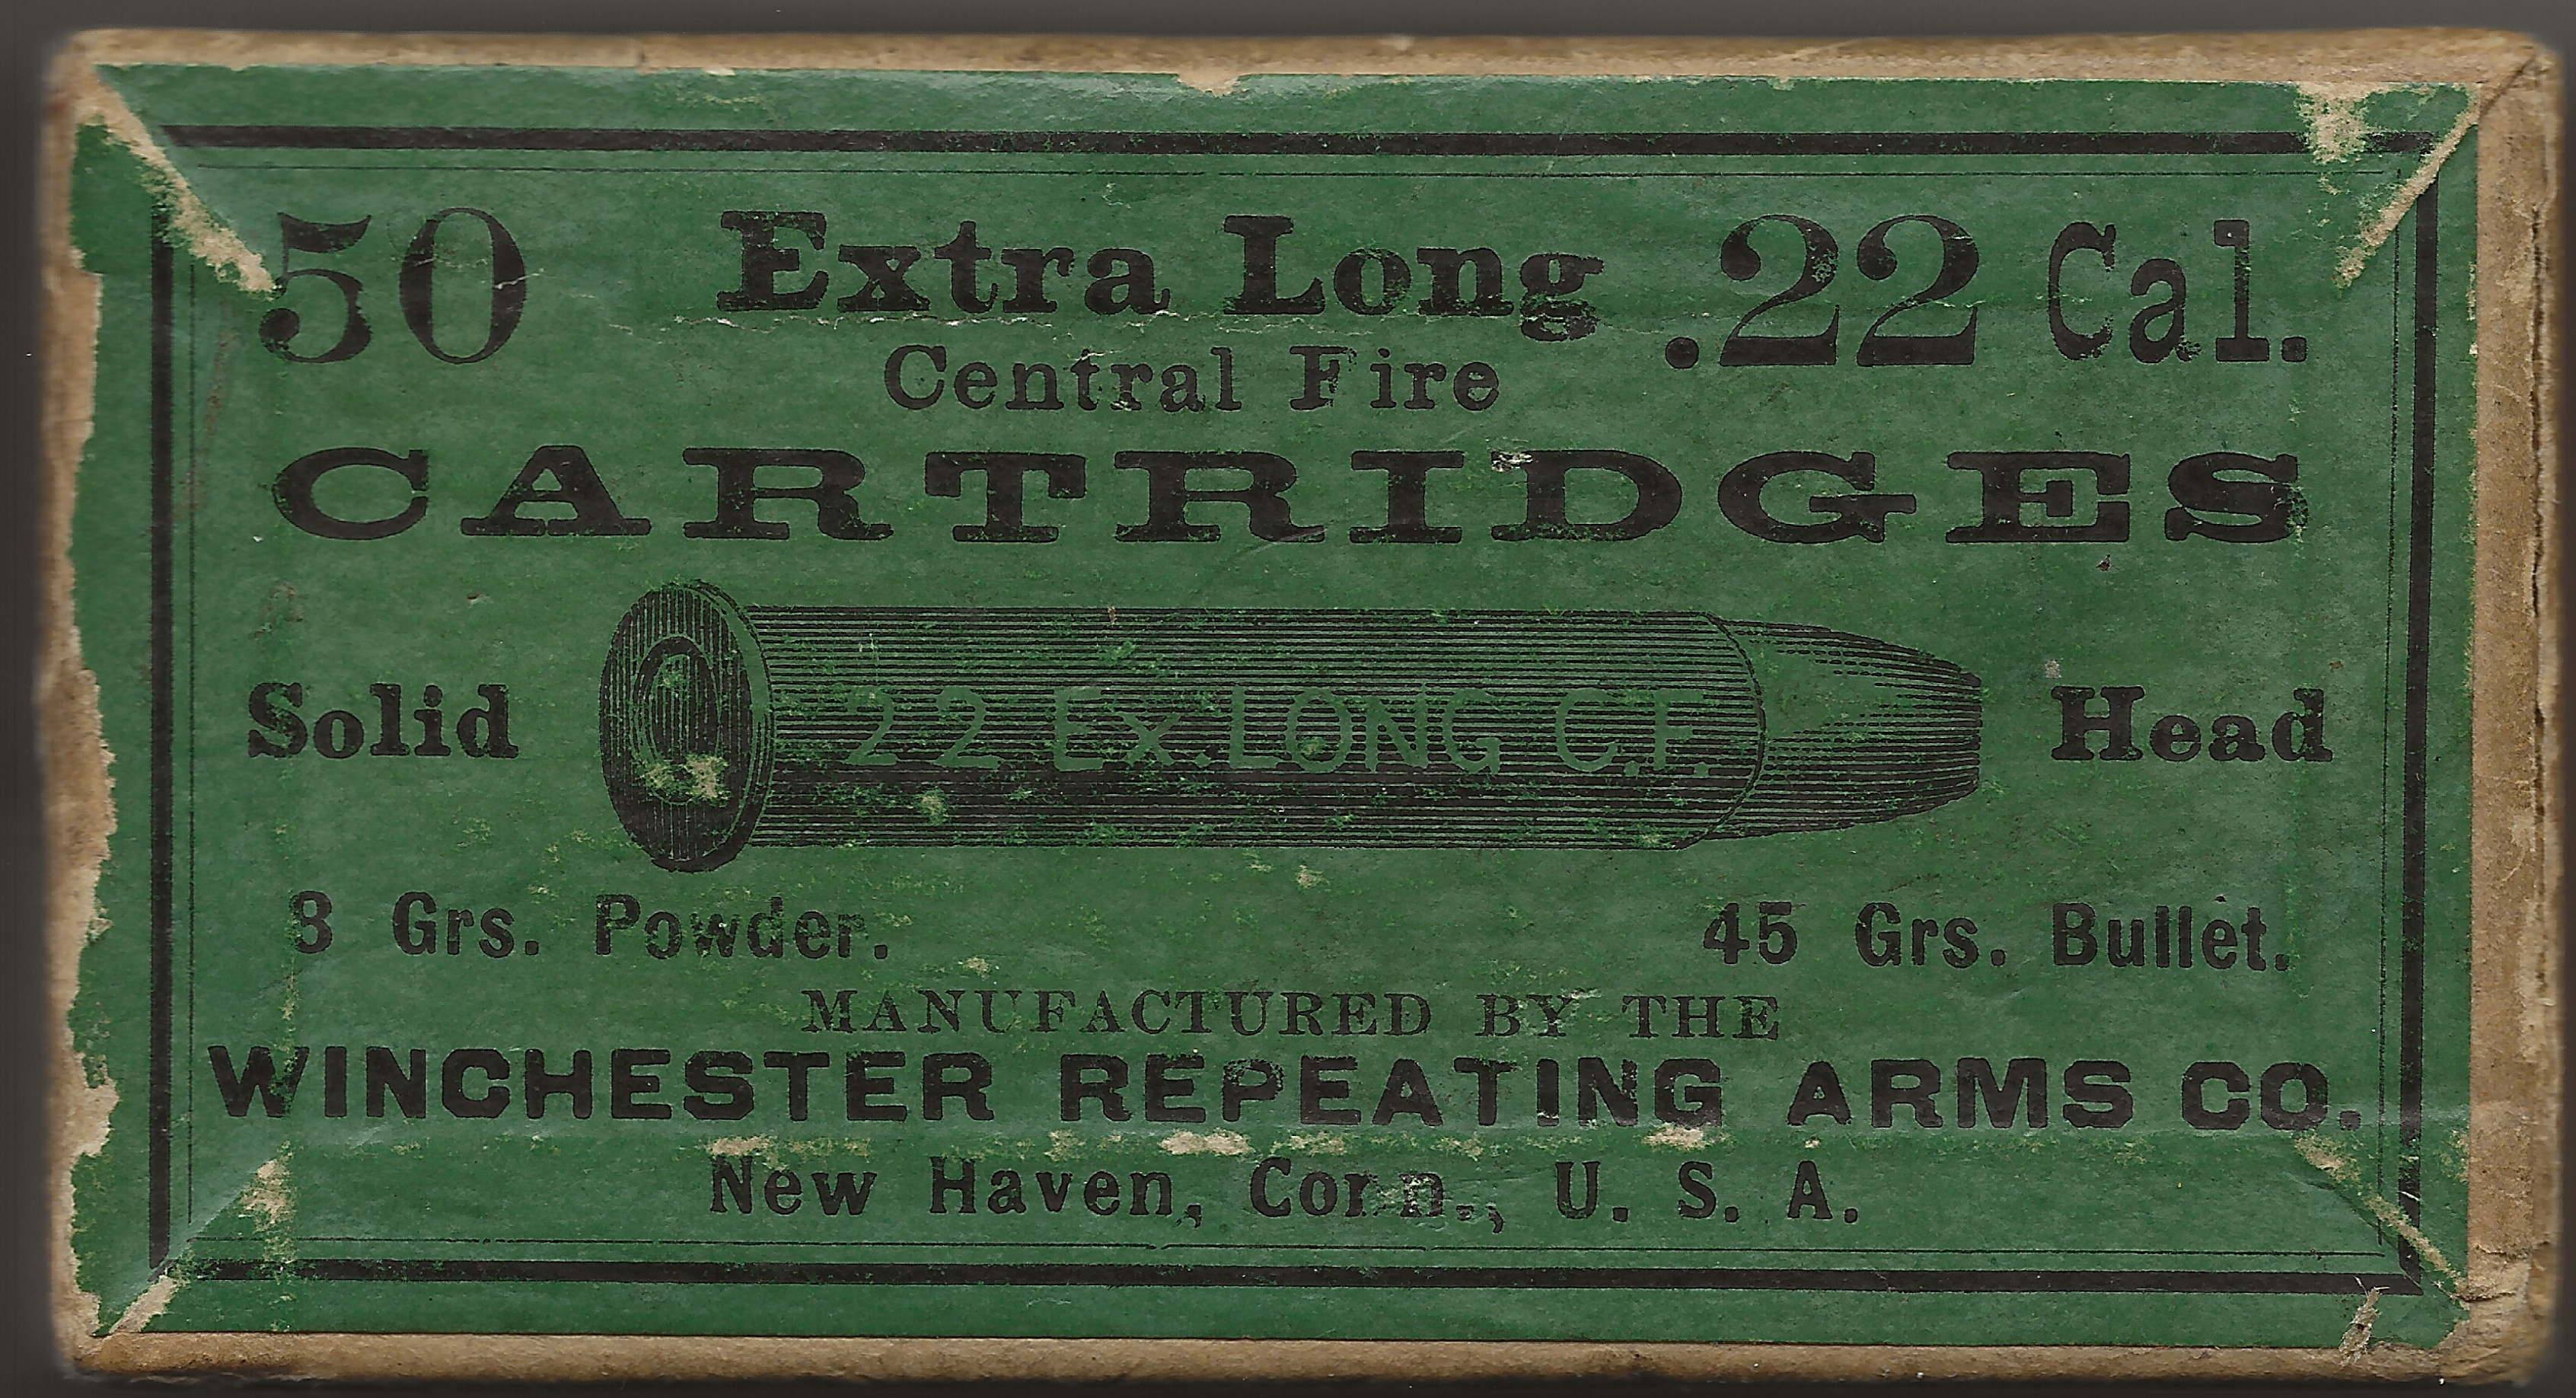 50 Extra Long .22 Cal.
Central Fire
CARTRIDGES
Solid 22 Ex. LONG C.F. Head
8 Grs. Powder. 45 Grs. Bullet.
MANUFACTURED BY THE
WINCHESTER REPEATING ARMS CO.
New Haven, Conn., U. S. A.